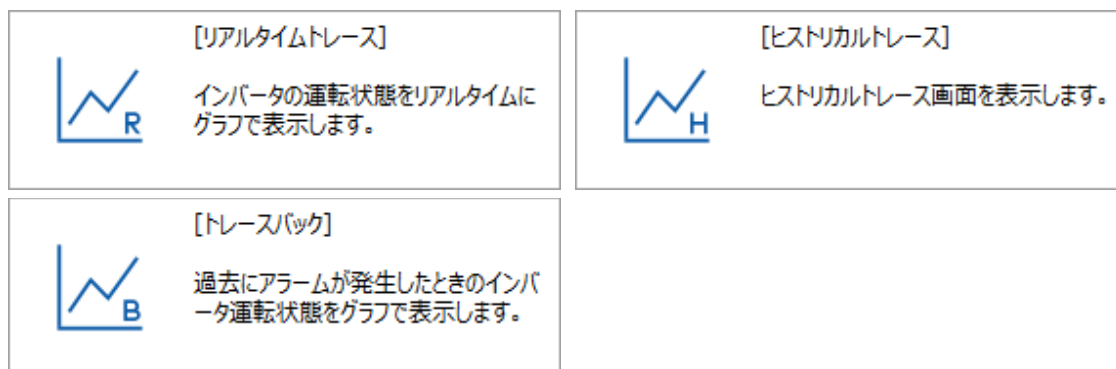 [リアルタイムトレース]
R
インバータの運転状態をリアルタイムに
グラフで表示します。
[ヒストリカルトレース]
H
ヒストリカルトレース画面を表示します。
[トレースバック]
B
過去にアラームが発生したときのインバ
ータ運転状態をグラフで表示します。